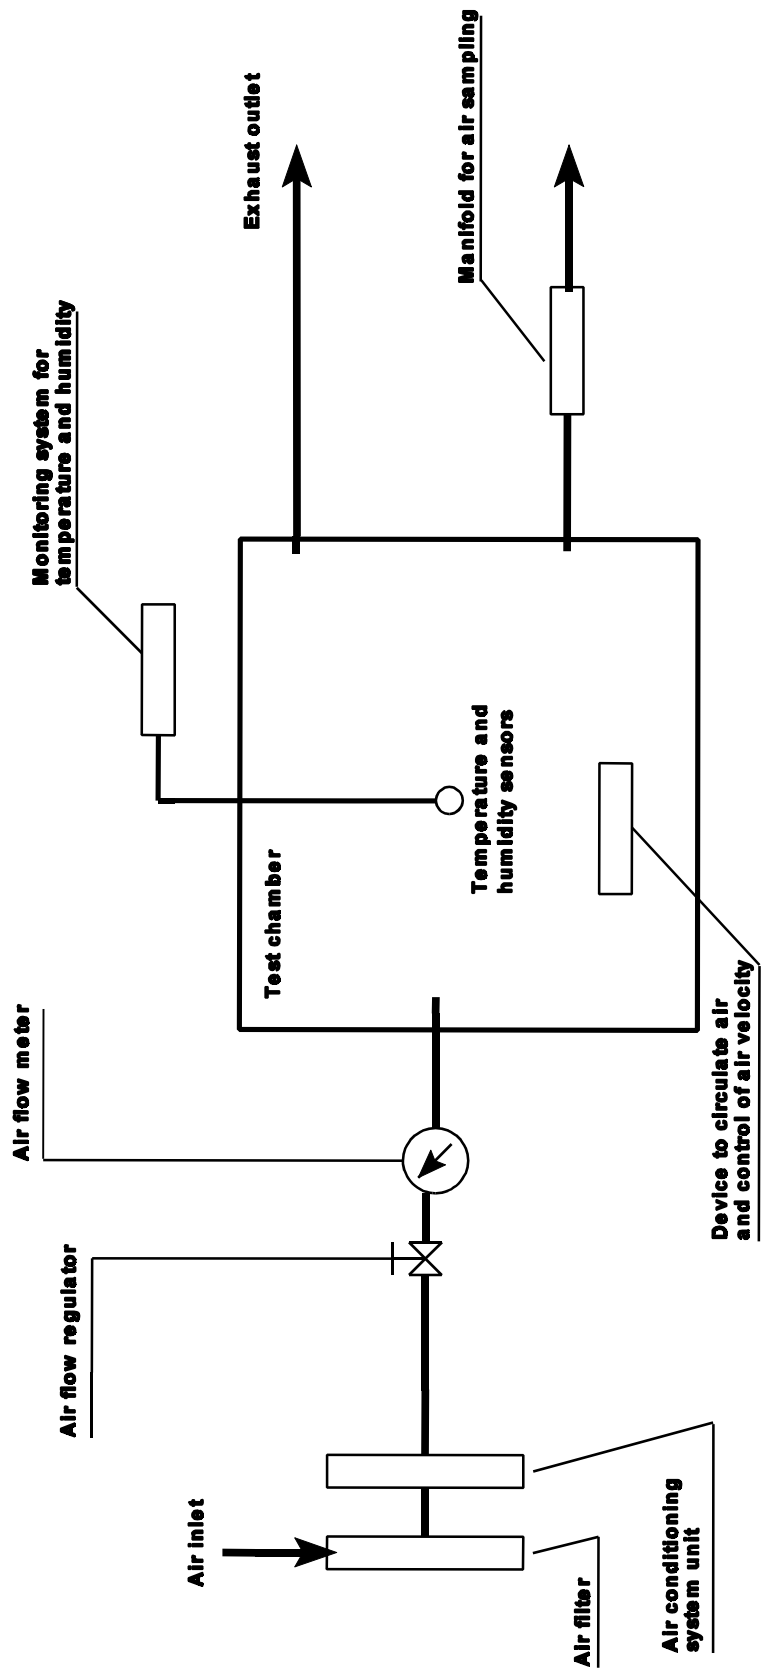 Air inlet
Air filter
Air conditioning
system unit
Air flow regulator
Air flow meter
Test chamber
Temperature and
humidity sensors
Device to circulate air
and control of air velocity
Monitoring system for
temperature and humidity
Exhaust outlet
Manifold for air sampling